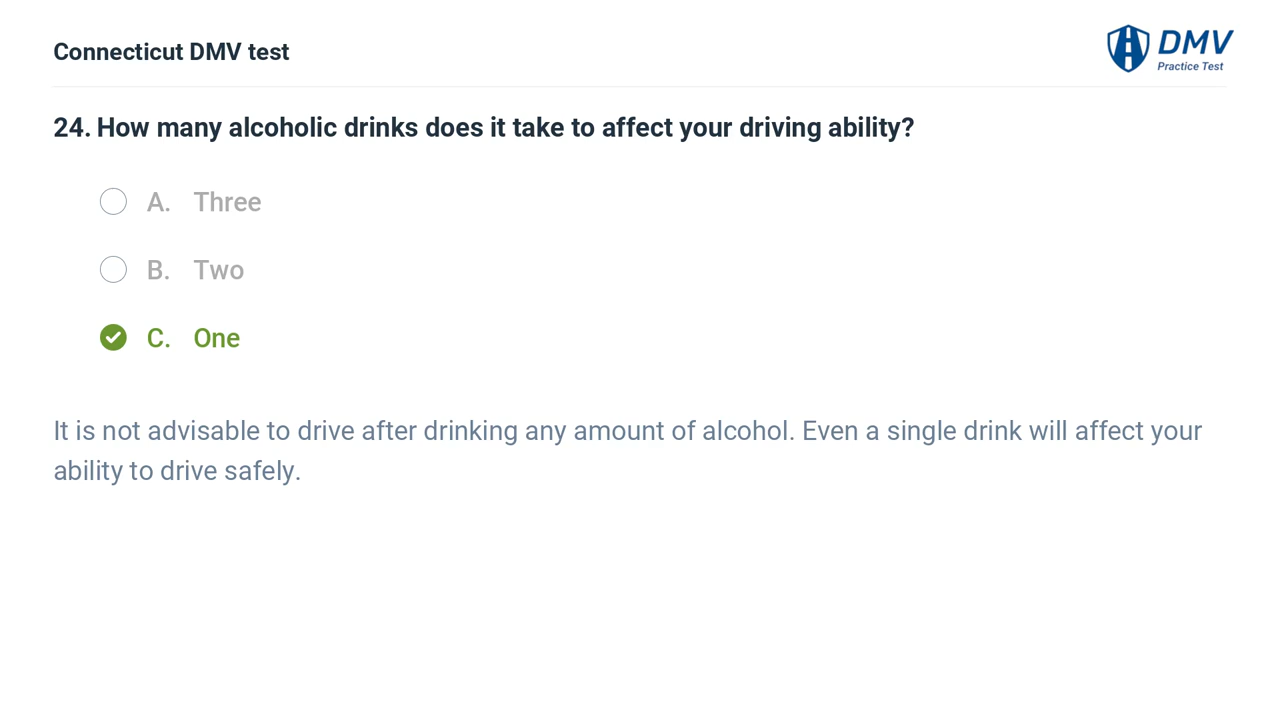 Connecticut DMV test
DMV
Practice Test
24. How many alcoholic drinks does it take to affect your driving ability?
A. Three
B. Two
C. One
It is not advisable to drive after drinking any amount of alcohol. Even a single drink will affect your
ability to drive safely.